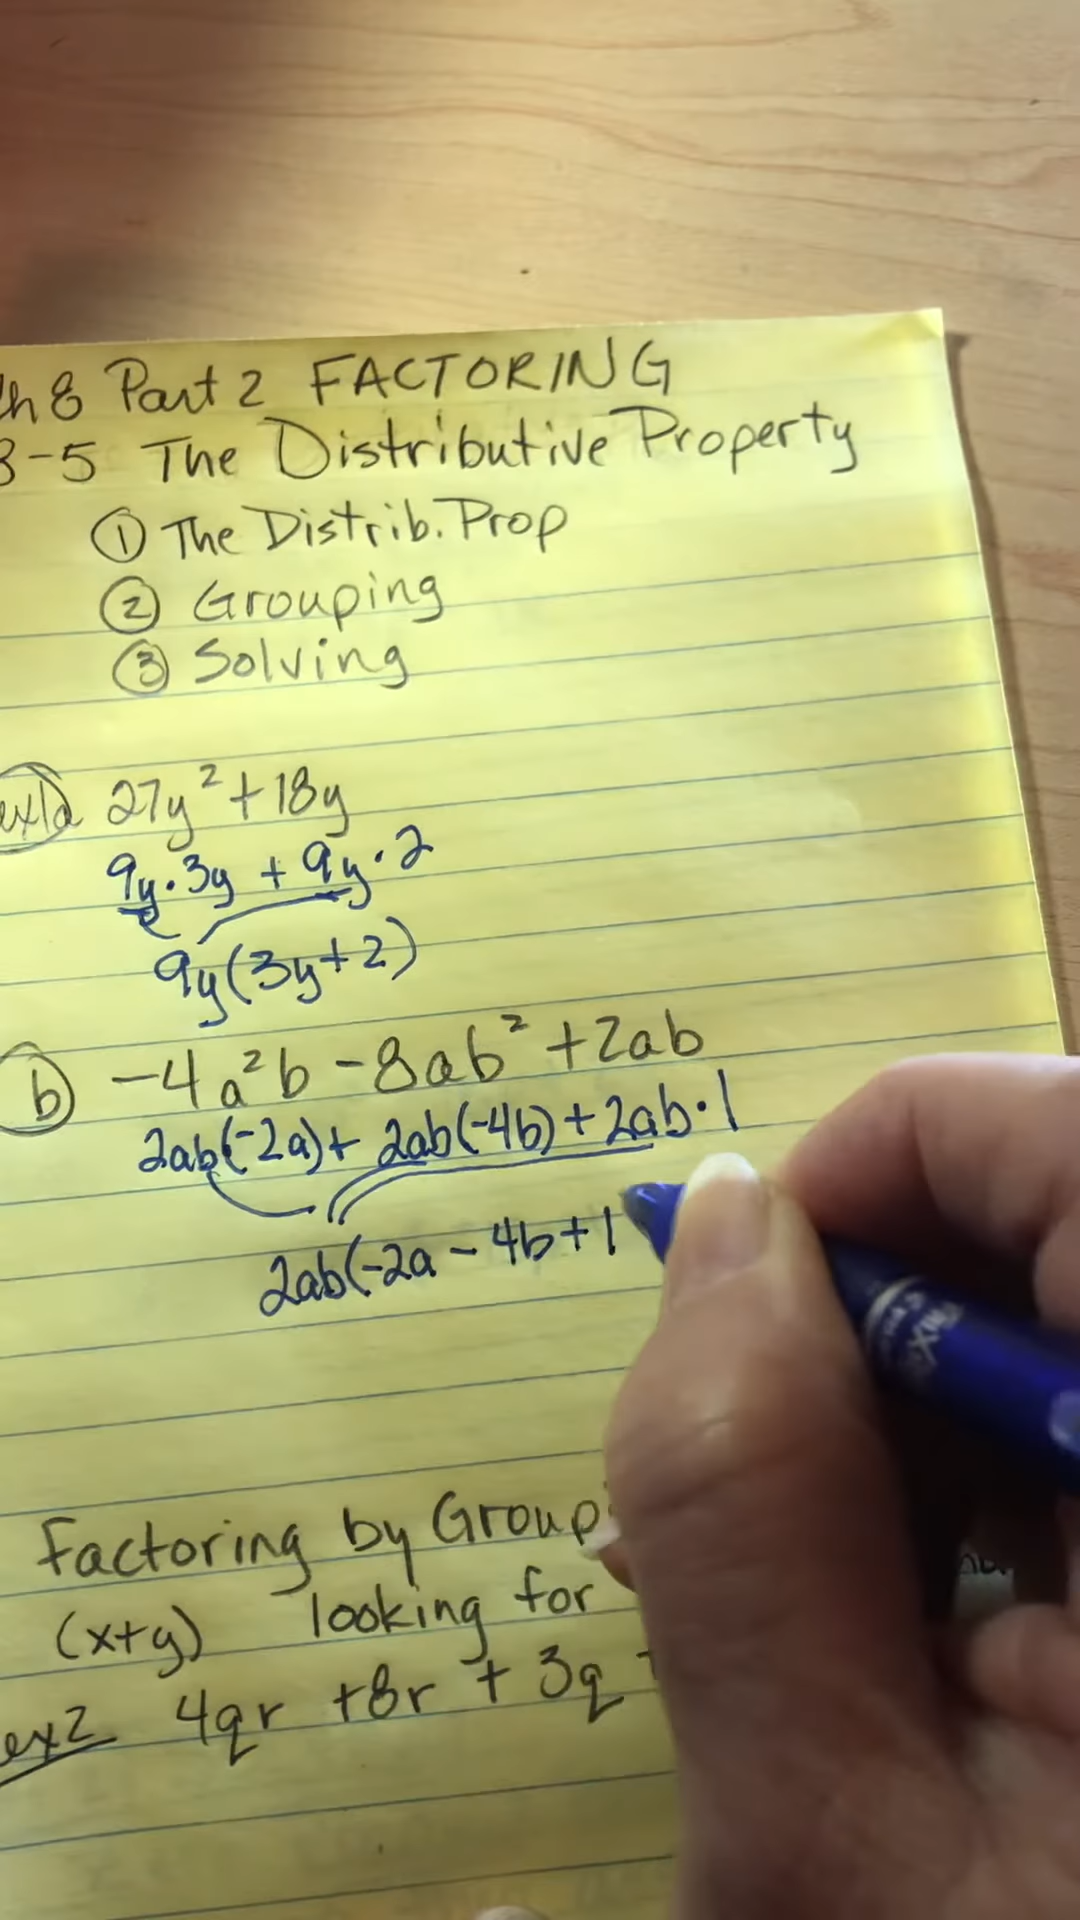 Ch 8 Part 2 FACTORING
8-5 The Distributive Property
① The Distrib. Prop
② Grouping
③ Solving
ex1a 27y² + 18y
9y · 3y + 9y · 2
9y(3y + 2)
b) -4a²b - 8ab² + 2ab
2ab(-2a) + 2ab(-4b) + 2ab · 1
2ab(-2a - 4b + 1
Factoring by Group
(x+y) looking for
ex2 4qr + 8r + 3q +